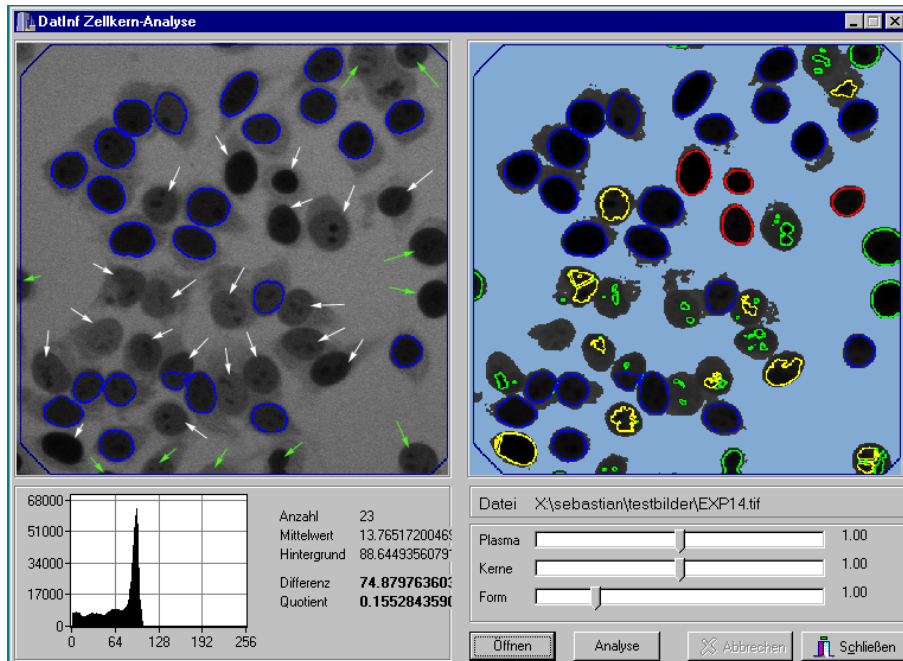 DatInf Zellkern-Analyse
68000
51000
34000
17000
0
0 64 128 192 256
Anzahl 23
Mittelwert 13.76517200469
Hintergrund 88.6449356079
Differenz 74.879763603
Quotient 0.1552843590
Datei X:\sebastian\testbilder\EXP14.tif
Plasma 1.00
Kerne 1.00
Form 1.00
Öffnen Analyse Abbrechen Schließen